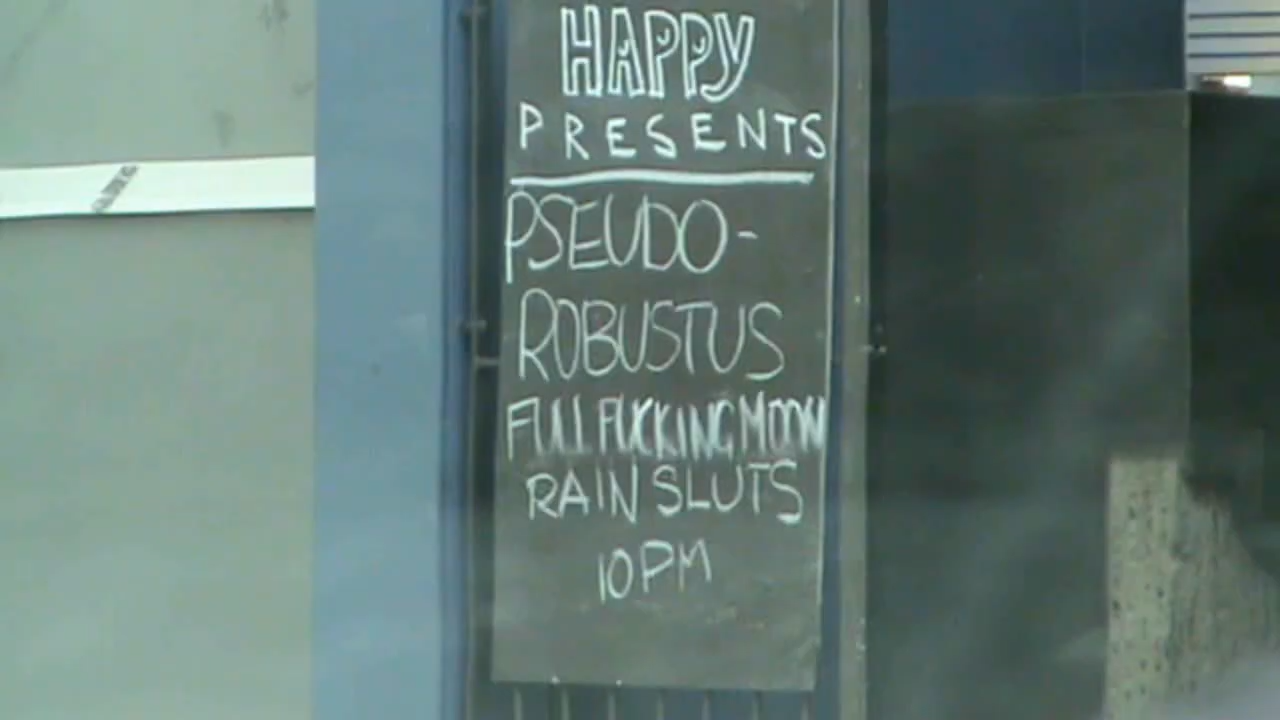 HAPPY
PRESENTS
PSEUDO-
ROBUSTUS
FULL FUCKING MOON
RAIN SLUTS
10PM